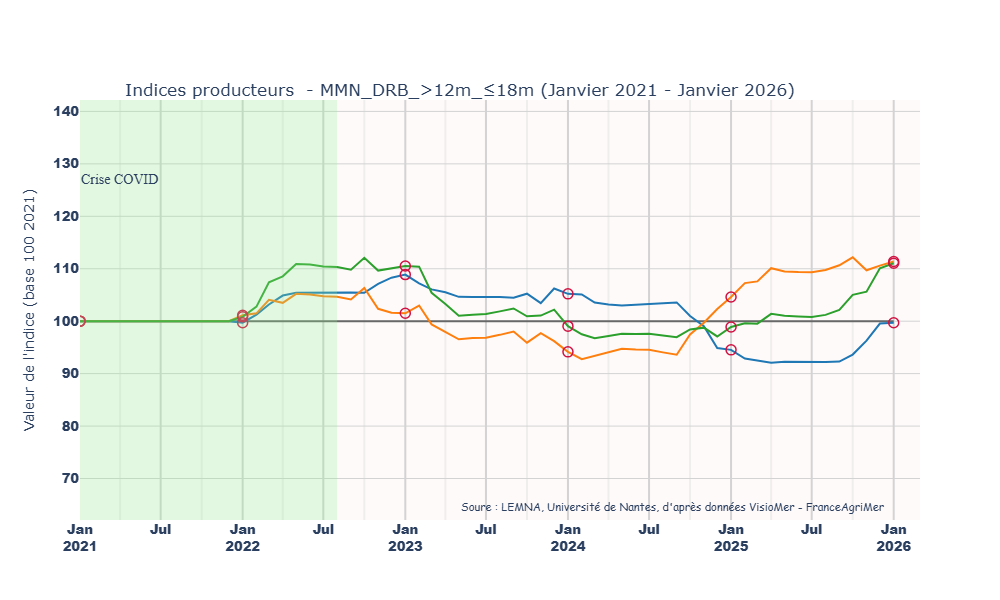 Indices producteurs - MMN_DRB_>12m_≤18m (Janvier 2021 - Janvier 2026)
Valeur de l'indice (base 100 2021)
140
130
120
110
100
90
80
70
Crise COVID
Soure : LEMNA, Université de Nantes, d'après données VisioMer - FranceAgriMer
Jan Jul Jan Jul Jan Jul Jan Jul Jan Jul Jan
2021 2022 2023 2024 2025 2026